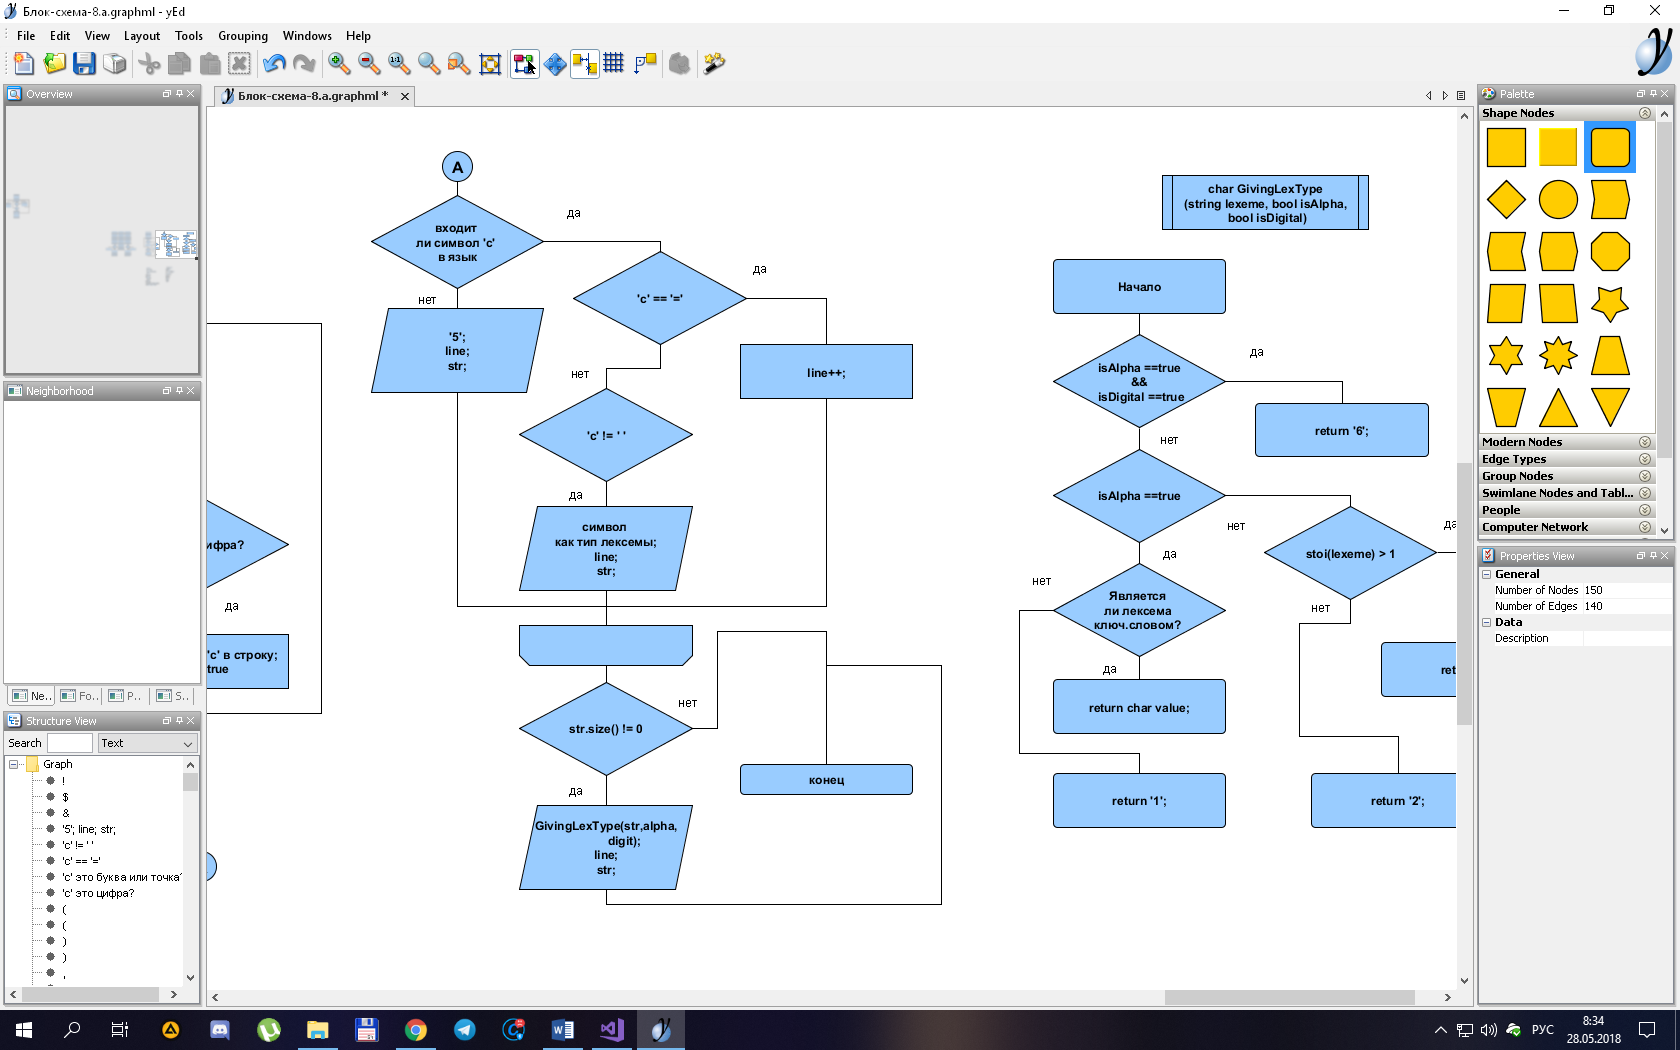 Блок-схема-8.a.graphml - yEd
File Edit View Layout Tools Grouping Windows Help
1:1
Overview
Neighborhood
Ne.. Fo.. P.. S..
Structure View
Search Text
Graph
!
$
&
'5'; line; str;
'c' != ' '
'c' == '='
'c' это буква или точка?
'c' это цифра?
(
(
)
)
,
Блок-схема-8.a.graphml *
A
входит
ли символ 'c'
в язык
да
нет
'5';
line;
str;
'c' == '='
да
нет
line++;
'c' != ' '
да
символ
как тип лексемы;
line;
str;
ифра?
да
'c' в строку;
true
str.size() != 0
нет
да
конец
GivingLexType(str,alpha,
digit);
line;
str;
char GivingLexType
(string lexeme, bool isAlpha,
bool isDigital)
Начало
isAlpha ==true
&&
isDigital ==true
да
нет
return '6';
isAlpha ==true
нет
да
stoi(lexeme) > 1
да
нет
Является
ли лексема
ключ.словом?
нет
да
return char value;
ret
return '1';
return '2';
Palette
Shape Nodes
Modern Nodes
Edge Types
Group Nodes
Swimlane Nodes and Tabl...
People
Computer Network
Properties View
General
Number of Nodes 150
Number of Edges 140
Data
Description
РУС
8:34
28.05.2018